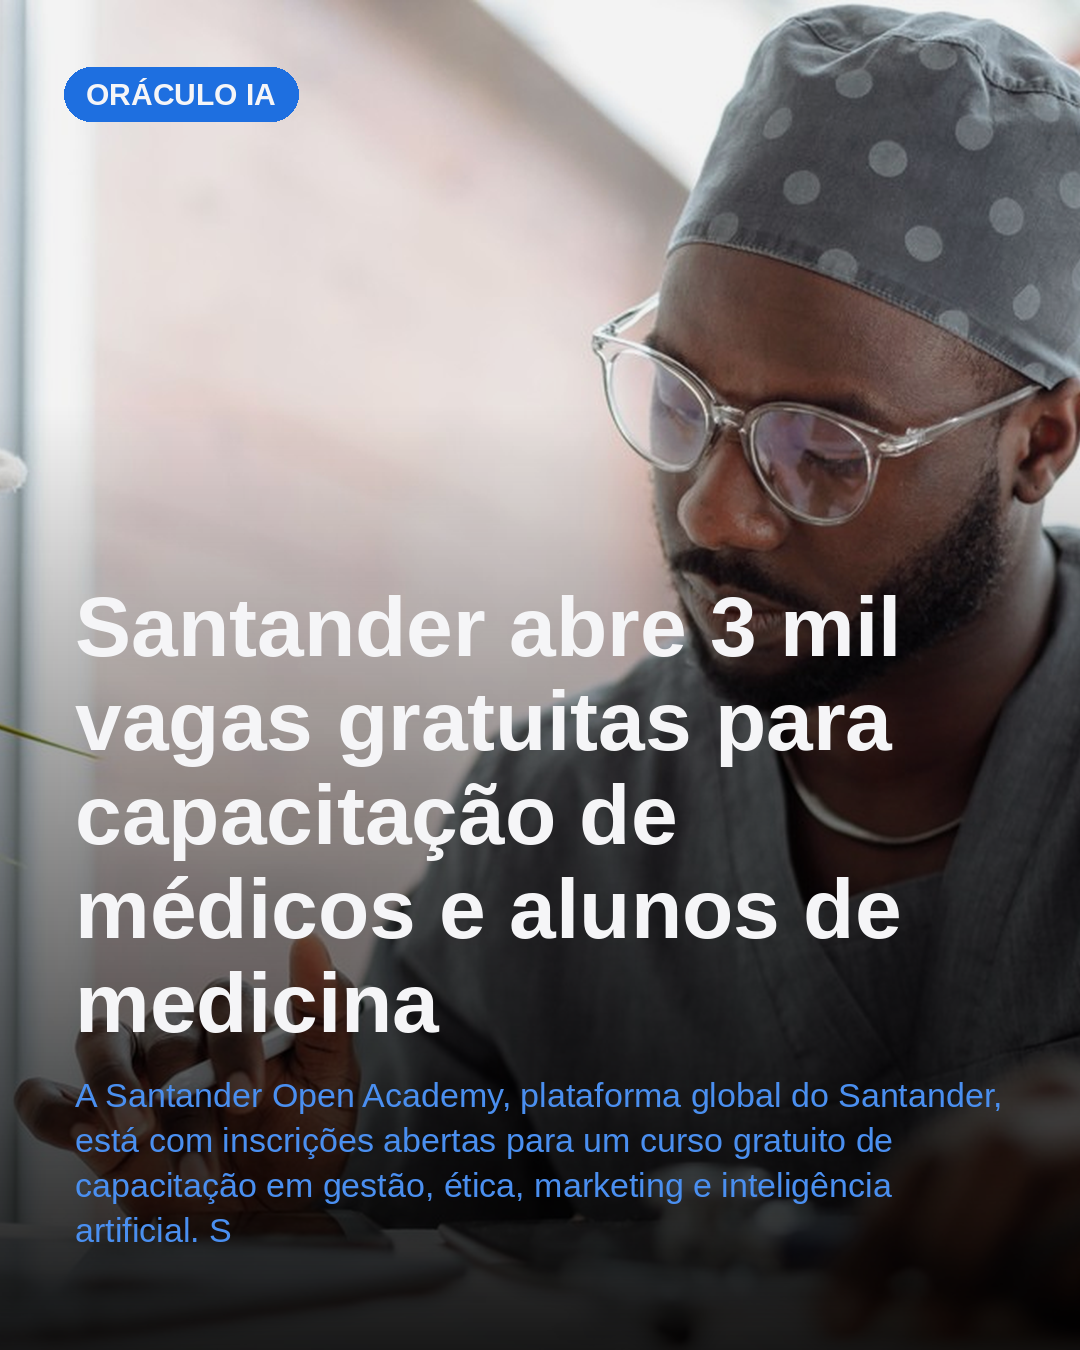 ORÁCULO IA
Santander abre 3 mil
vagas gratuitas para
capacitação de
médicos e alunos de
medicina
A Santander Open Academy, plataforma global do Santander,
está com inscrições abertas para um curso gratuito de
capacitação em gestão, ética, marketing e inteligência
artificial. S